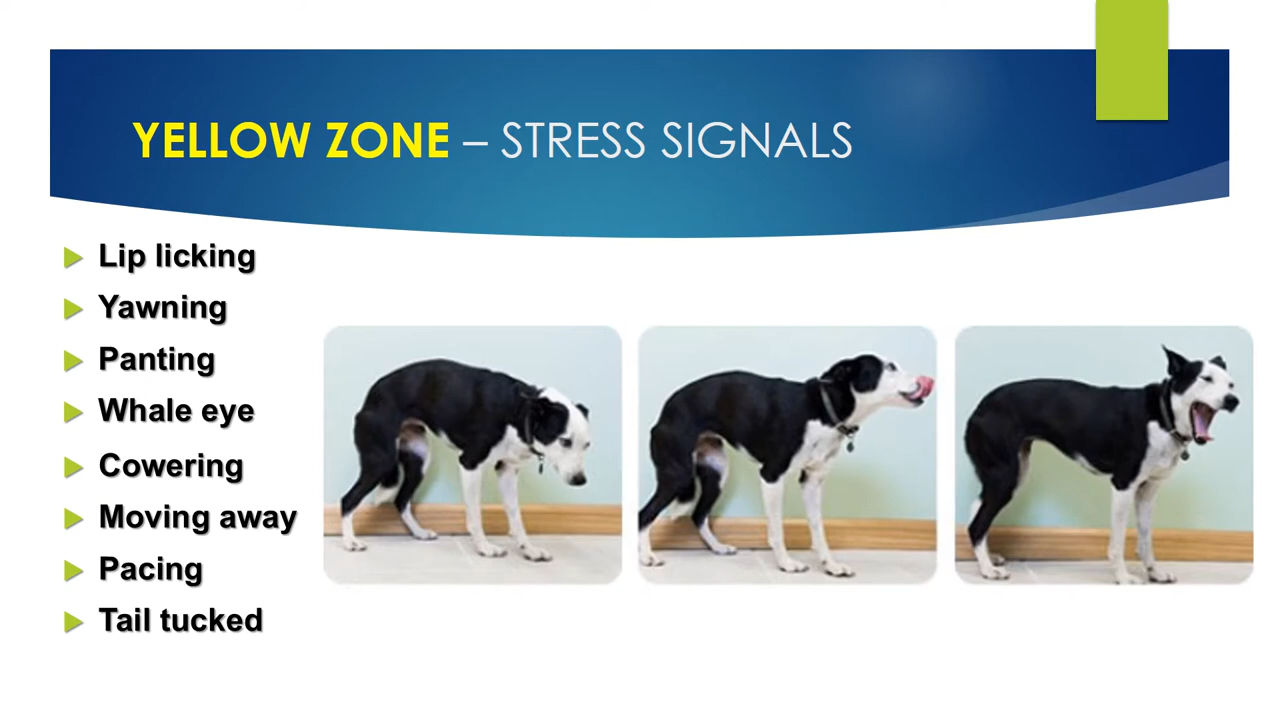 YELLOW ZONE – STRESS SIGNALS
Lip licking
Yawning
Panting
Whale eye
Cowering
Moving away
Pacing
Tail tucked